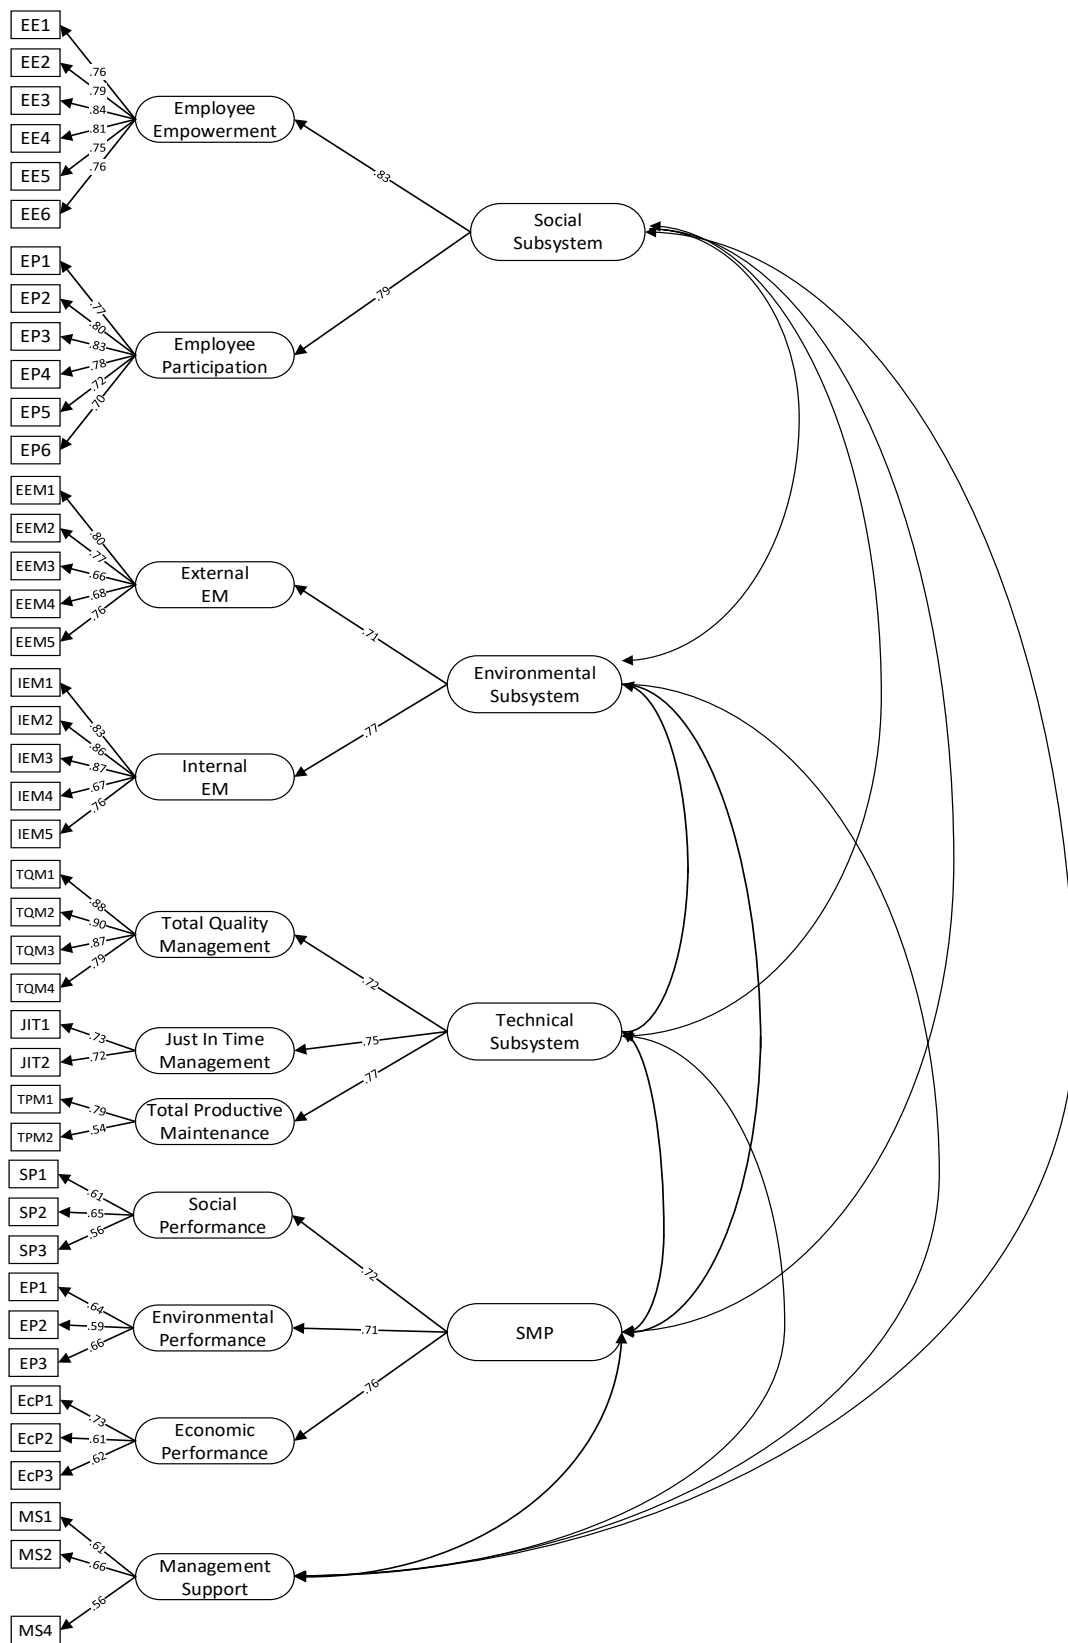 EE1
EE2
EE3
EE4
EE5
EE6
.76
.79
.84
.81
.75
.76
Employee
Empowerment
.83
Social
Subsystem
EP1
EP2
EP3
EP4
EP5
EP6
.77
.80
.83
.78
.72
.70
Employee
Participation
.79
EEM1
EEM2
EEM3
EEM4
EEM5
.80
.77
.66
.68
.76
External
EM
.71
Environmental
Subsystem
IEM1
IEM2
IEM3
IEM4
IEM5
.83
.86
.87
.67
.76
Internal
EM
.77
TQM1
TQM2
TQM3
TQM4
.88
.90
.87
.79
Total Quality
Management
.72
Technical
Subsystem
JIT1
JIT2
.73
.72
Just In Time
Management
.75
TPM1
TPM2
.79
.54
Total Productive
Maintenance
.77
SP1
SP2
SP3
.61
.65
.56
Social
Performance
.72
SMP
EP1
EP2
EP3
.64
.59
.66
Environmental
Performance
.71
EcP1
EcP2
EcP3
.73
.61
.62
Economic
Performance
.76
MS1
MS2
MS4
.61
.66
.56
Management
Support